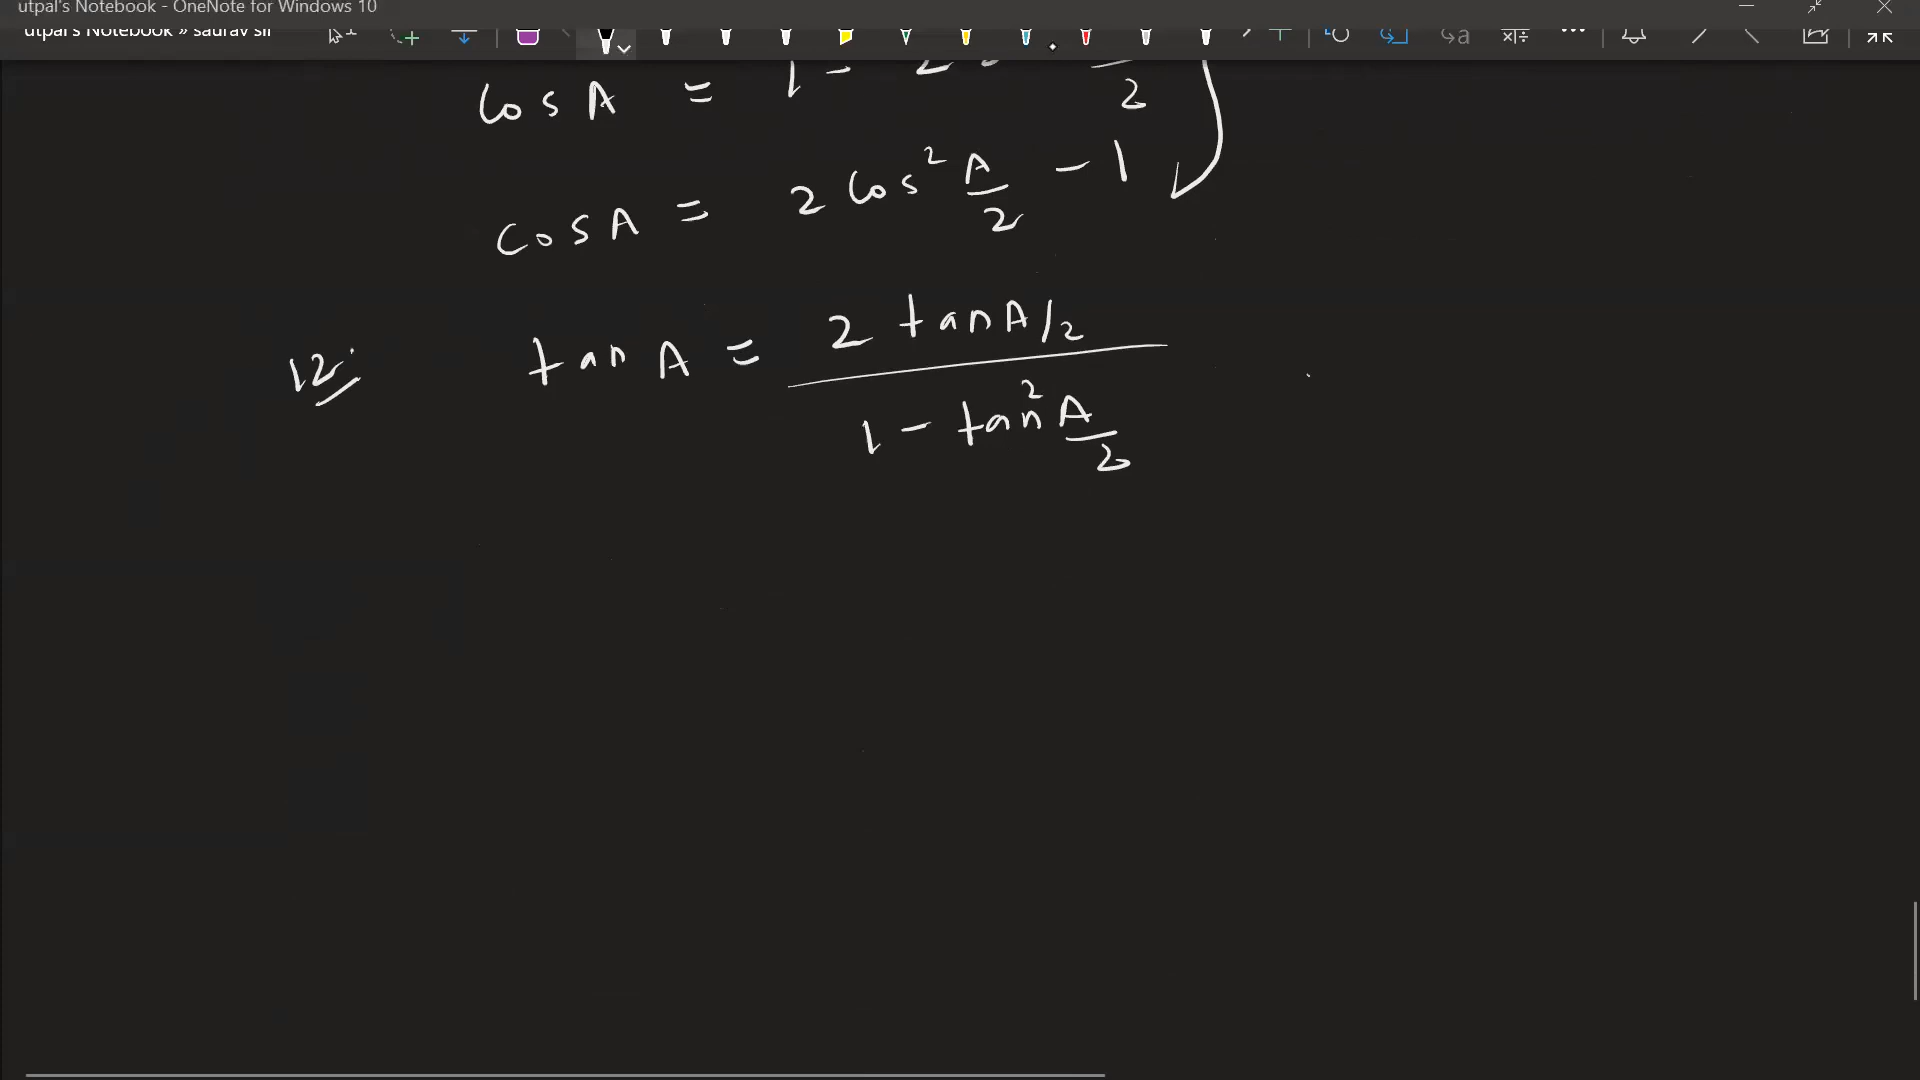 utpal's Notebook - OneNote for Windows 10
utpal's Notebook » saurav sir
cos A = 1 - 2 2
cos A = 2 cos² A/2 - 1
12. tan A = 2 tan A/2 / 1 - tan² A/2